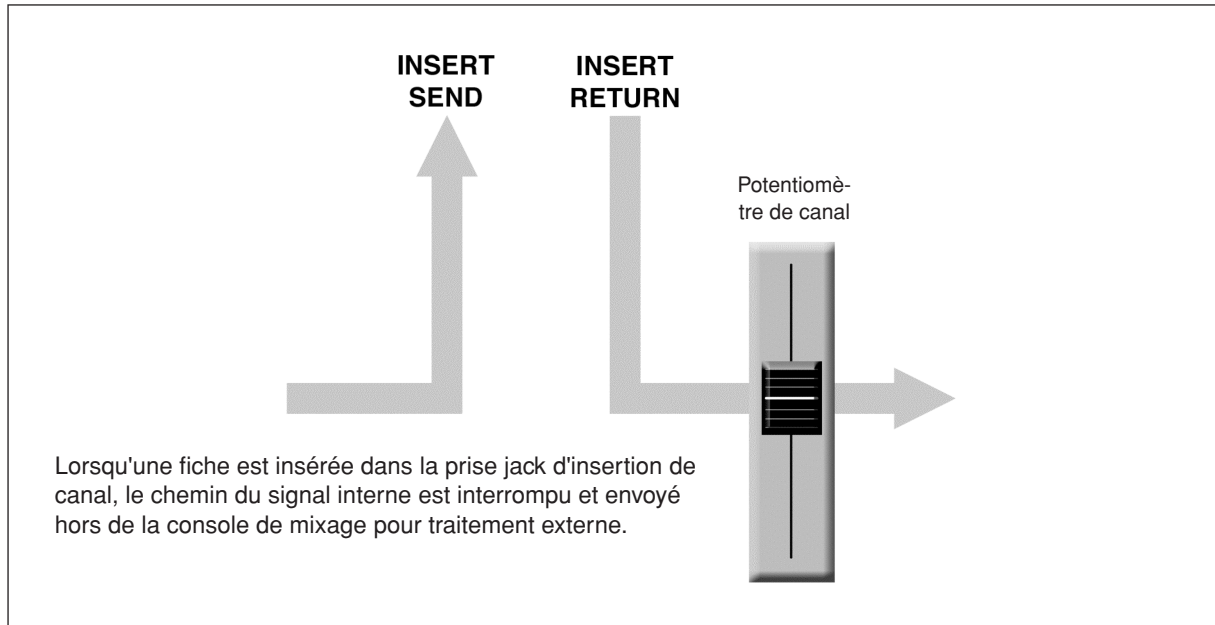 INSERT
SEND
INSERT
RETURN
Potentiomè-
tre de canal
Lorsqu'une fiche est insérée dans la prise jack d'insertion de
canal, le chemin du signal interne est interrompu et envoyé
hors de la console de mixage pour traitement externe.